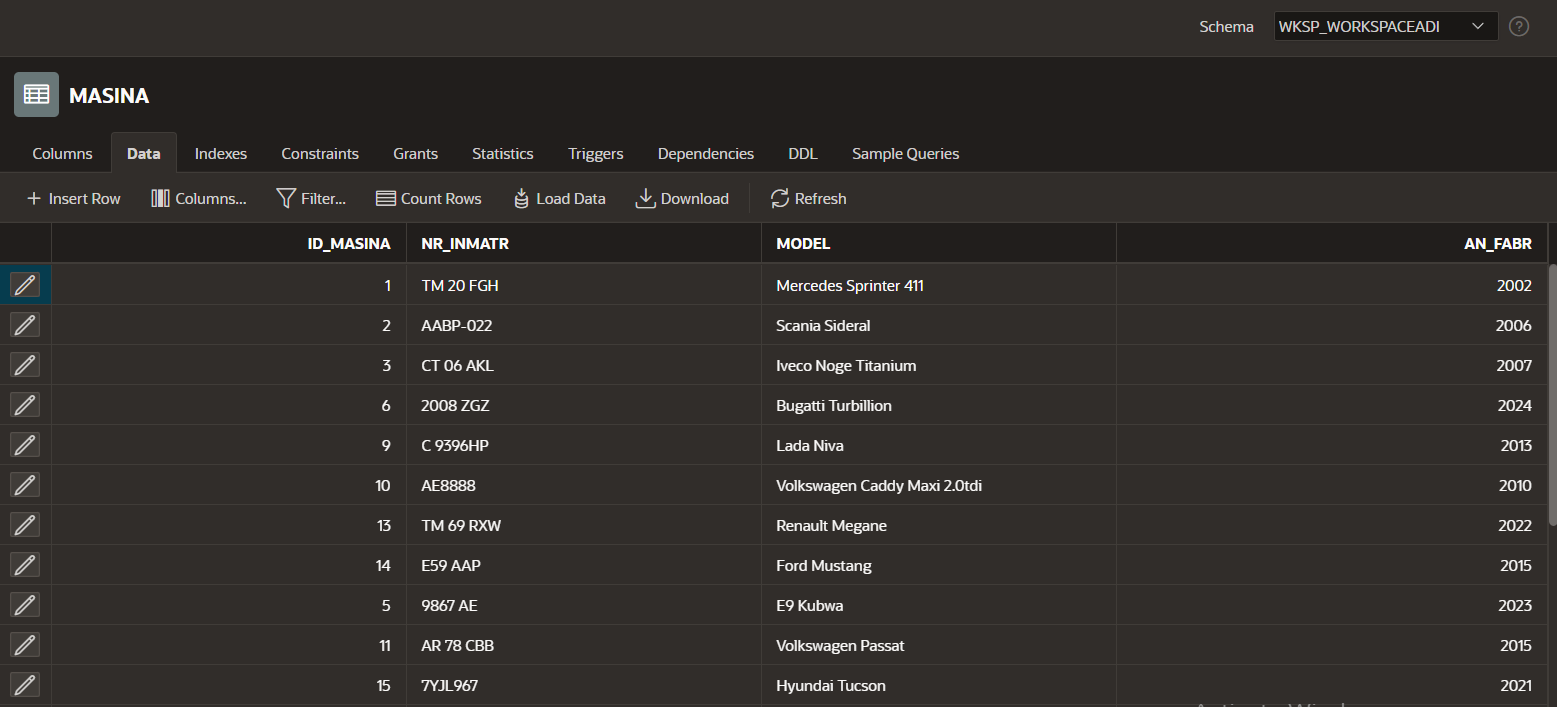 Schema WKSP_WORKSPACEADI ?
MASINA
Columns Data Indexes Constraints Grants Statistics Triggers Dependencies DDL Sample Queries
+ Insert Row Columns... Filter... Count Rows Load Data Download Refresh
ID_MASINA NR_INMATR MODEL AN_FABR
1 TM 20 FGH Mercedes Sprinter 411 2002
2 AABP-022 Scania Sideral 2006
3 CT 06 AKL Iveco Noge Titanium 2007
6 2008 ZGZ Bugatti Turbillion 2024
9 C 9396HP Lada Niva 2013
10 AE8888 Volkswagen Caddy Maxi 2.0tdi 2010
13 TM 69 RXW Renault Megane 2022
14 E59 AAP Ford Mustang 2015
5 9867 AE E9 Kubwa 2023
11 AR 78 CBB Volkswagen Passat 2015
15 7YJL967 Hyundai Tucson 2021